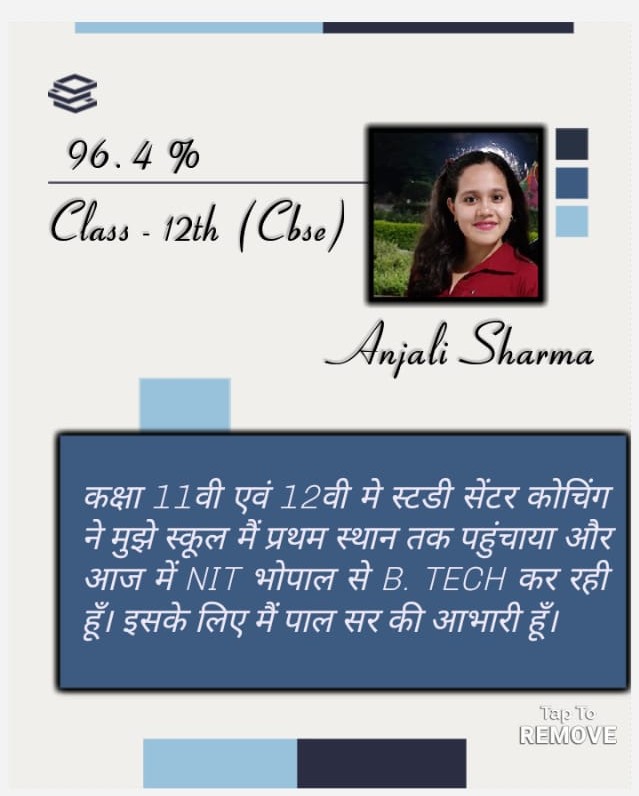 96.4 %
Class - 12th (Cbse)
Anjali Sharma
कक्षा 11वी एवं 12वी मे स्टडी सेंटर कोचिंग
ने मुझे स्कूल मैं प्रथम स्थान तक पहुंचाया और
आज में NIT भोपाल से B. TECH कर रही
हूँ। इसके लिए मैं पाल सर की आभारी हूँ।
Tap To
REMOVE